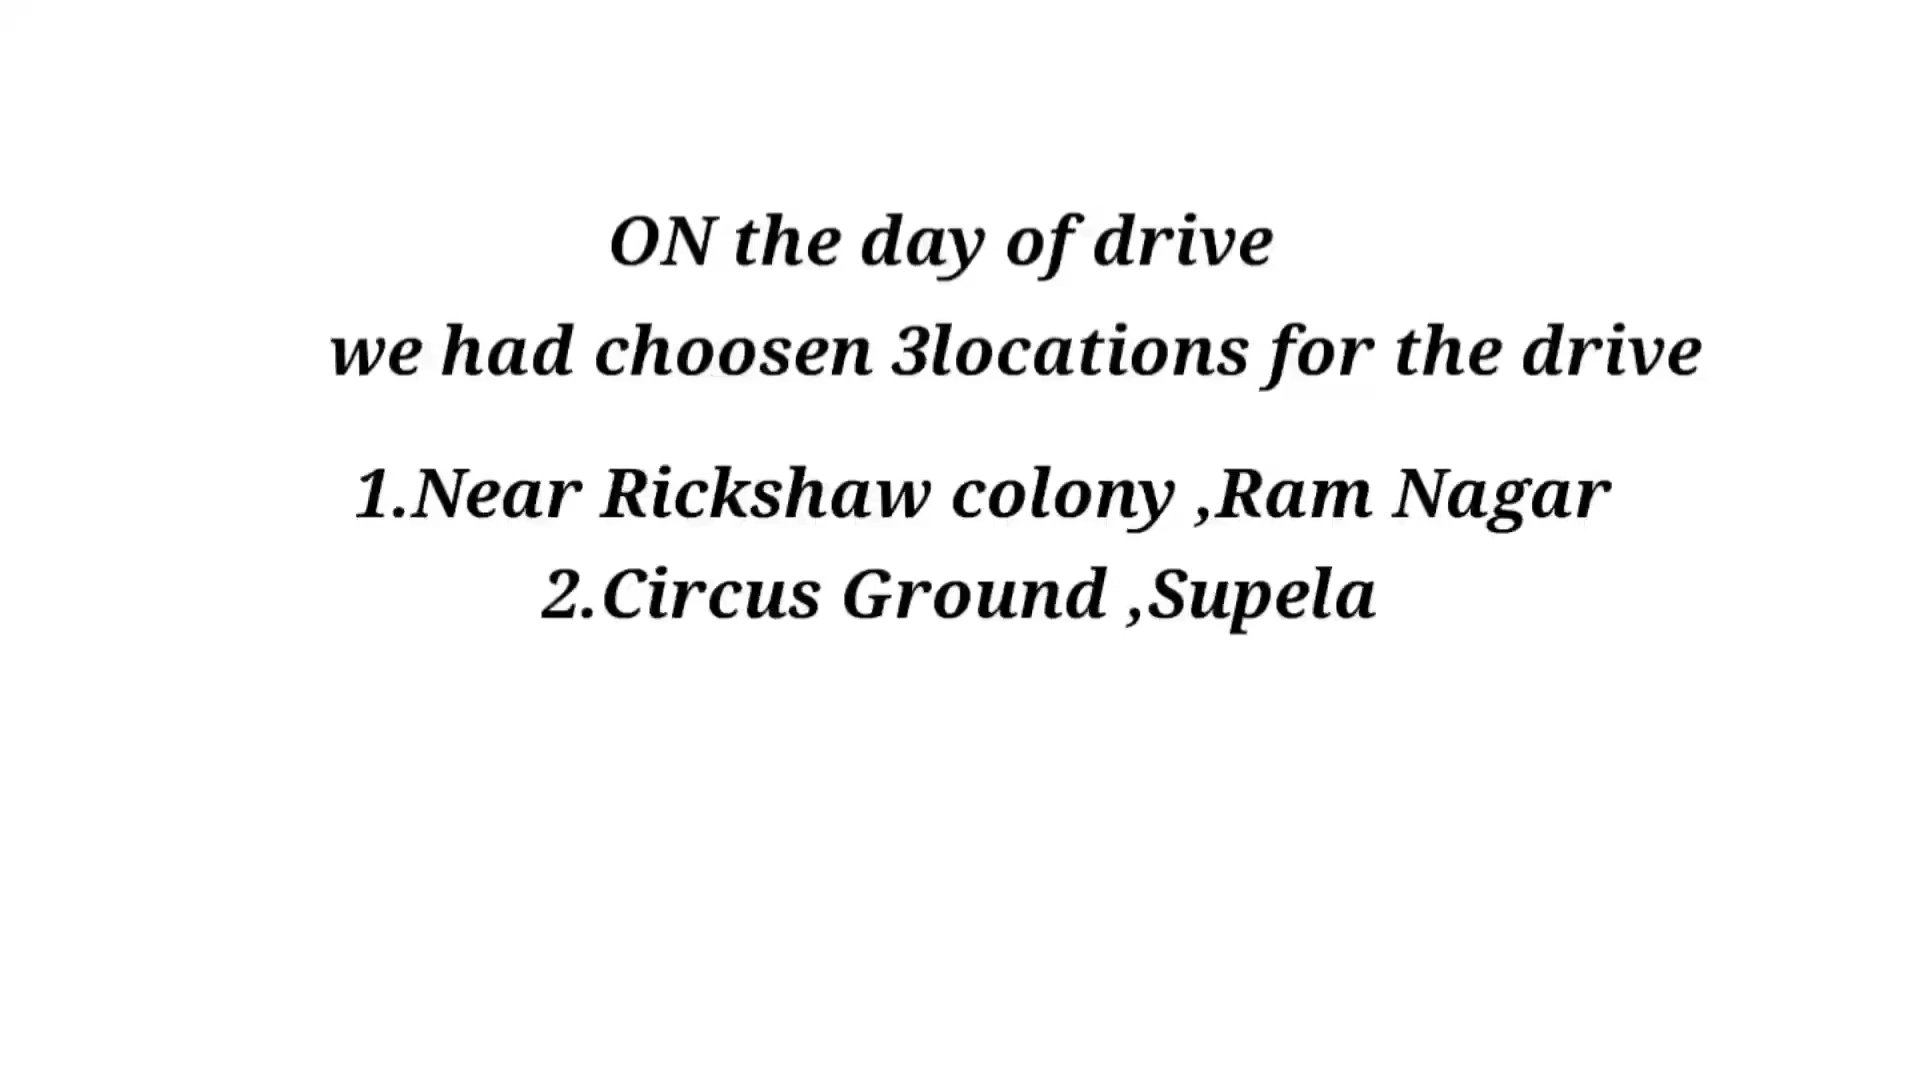 ON the day of drive
we had choosen 3locations for the drive
1.Near Rickshaw colony ,Ram Nagar
2.Circus Ground ,Supela